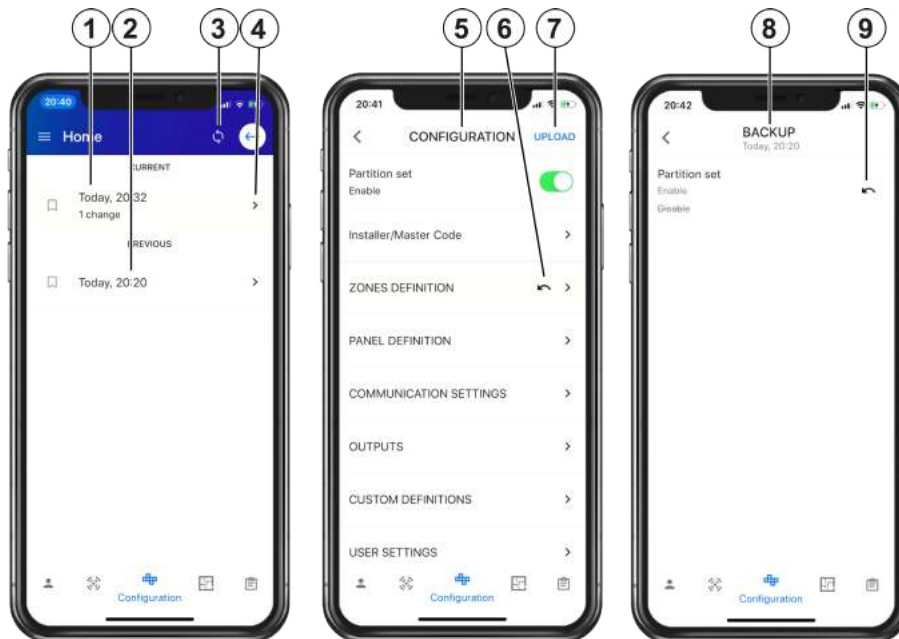 1 2 3 4 5 6 7 8 9
20:40
Home
CURRENT
Today, 20:32
1 change
PREVIOUS
Today, 20:20
Configuration
20:41
CONFIGURATION UPLOAD
Partition set
Enable
Installer/Master Code
ZONES DEFINITION
PANEL DEFINITION
COMMUNICATION SETTINGS
OUTPUTS
CUSTOM DEFINITIONS
USER SETTINGS
Configuration
20:42
BACKUP
Today, 20:20
Partition set
Enable
Disable
Configuration